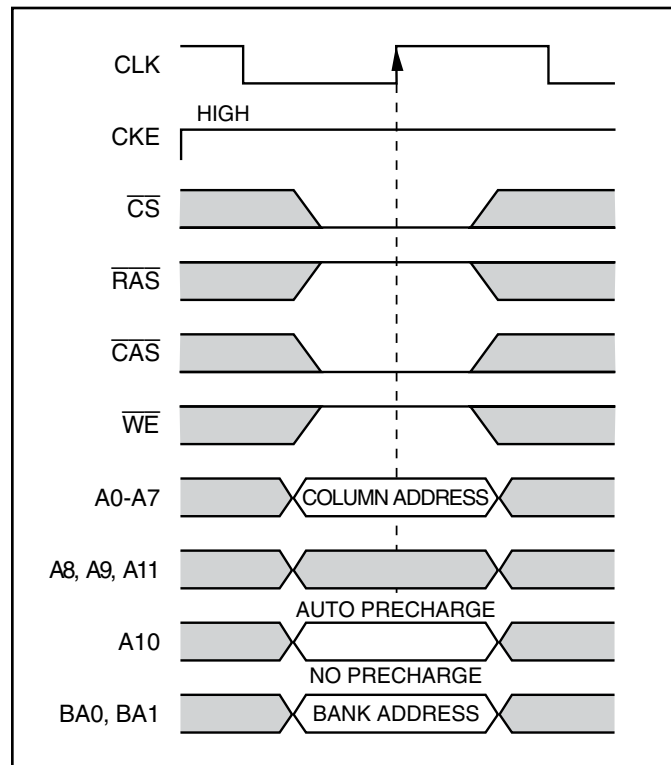 CLK
HIGH
CKE
CS
RAS
CAS
WE
A0-A7 COLUMN ADDRESS
A8, A9, A11
AUTO PRECHARGE
A10
NO PRECHARGE
BA0, BA1 BANK ADDRESS